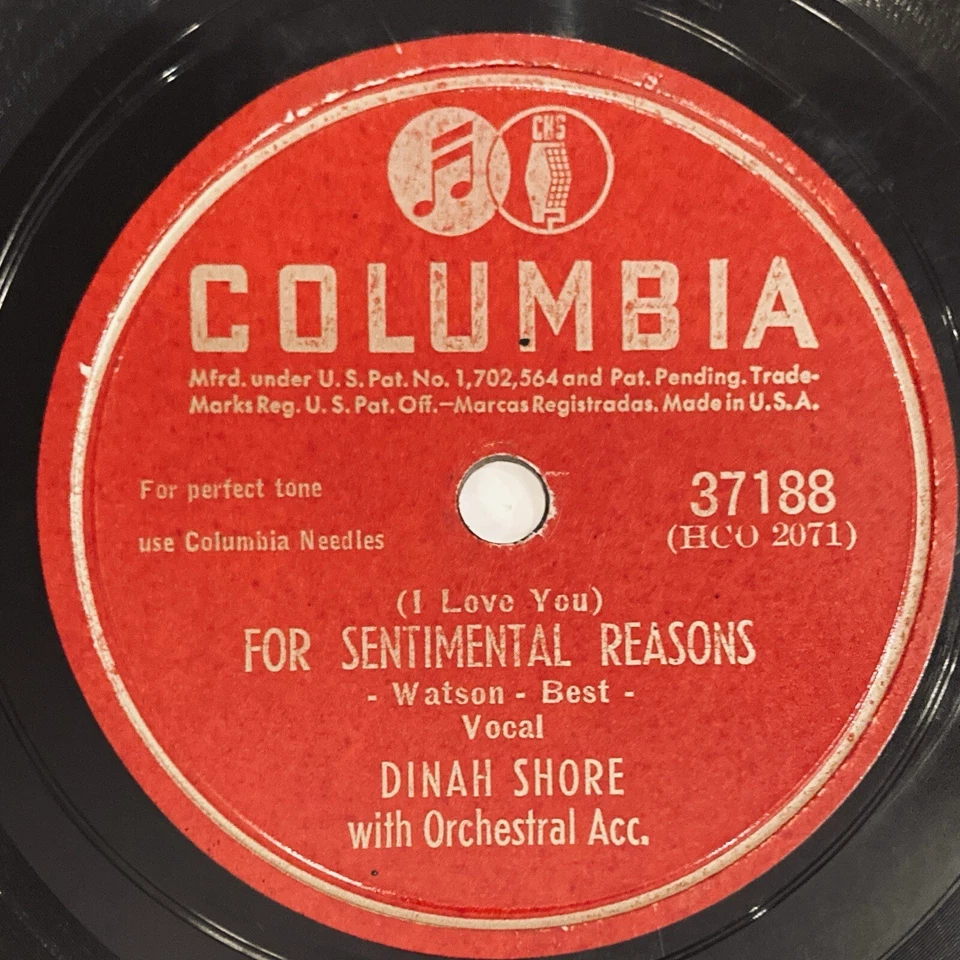 CBS
COLUMBIA
Mfrd. under U. S. Pat. No. 1,702,564 and Pat. Pending. Trade-
Marks Reg. U. S. Pat. Off.—Marcas Registradas. Made in U.S.A.
For perfect tone
use Columbia Needles
37188
(HCO 2071)
(I Love You)
FOR SENTIMENTAL REASONS
- Watson - Best -
Vocal
DINAH SHORE
with Orchestral Acc.